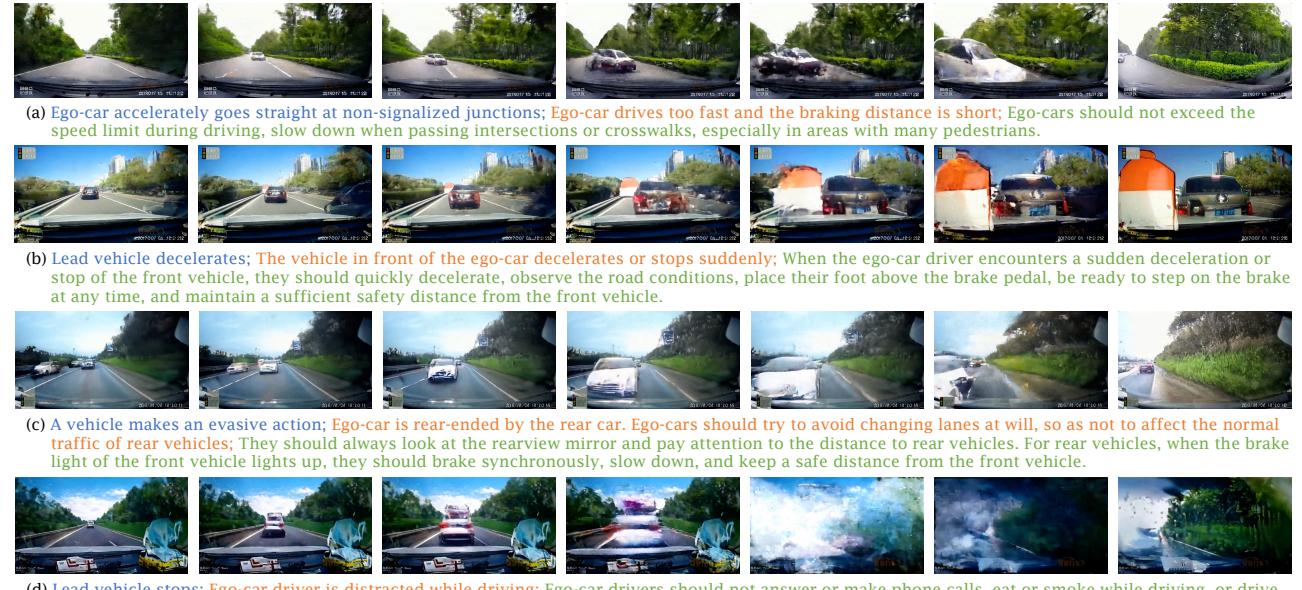 (a) Ego-car accelerately goes straight at non-signalized junctions; Ego-car drives too fast and the braking distance is short; Ego-cars should not exceed the
speed limit during driving, slow down when passing intersections or crosswalks, especially in areas with many pedestrians.
(b) Lead vehicle decelerates; The vehicle in front of the ego-car decelerates or stops suddenly; When the ego-car driver encounters a sudden deceleration or
stop of the front vehicle, they should quickly decelerate, observe the road conditions, place their foot above the brake pedal, be ready to step on the brake
at any time, and maintain a sufficient safety distance from the front vehicle.
(c) A vehicle makes an evasive action; Ego-car is rear-ended by the rear car. Ego-cars should try to avoid changing lanes at will, so as not to affect the normal
traffic of rear vehicles; They should always look at the rearview mirror and pay attention to the distance to rear vehicles. For rear vehicles, when the brake
light of the front vehicle lights up, they should brake synchronously, slow down, and keep a safe distance from the front vehicle.
(d) Lead vehicle stops; Ego-car driver is distracted while driving; Ego-car drivers should not answer or make phone calls, eat or smoke while driving, or drive